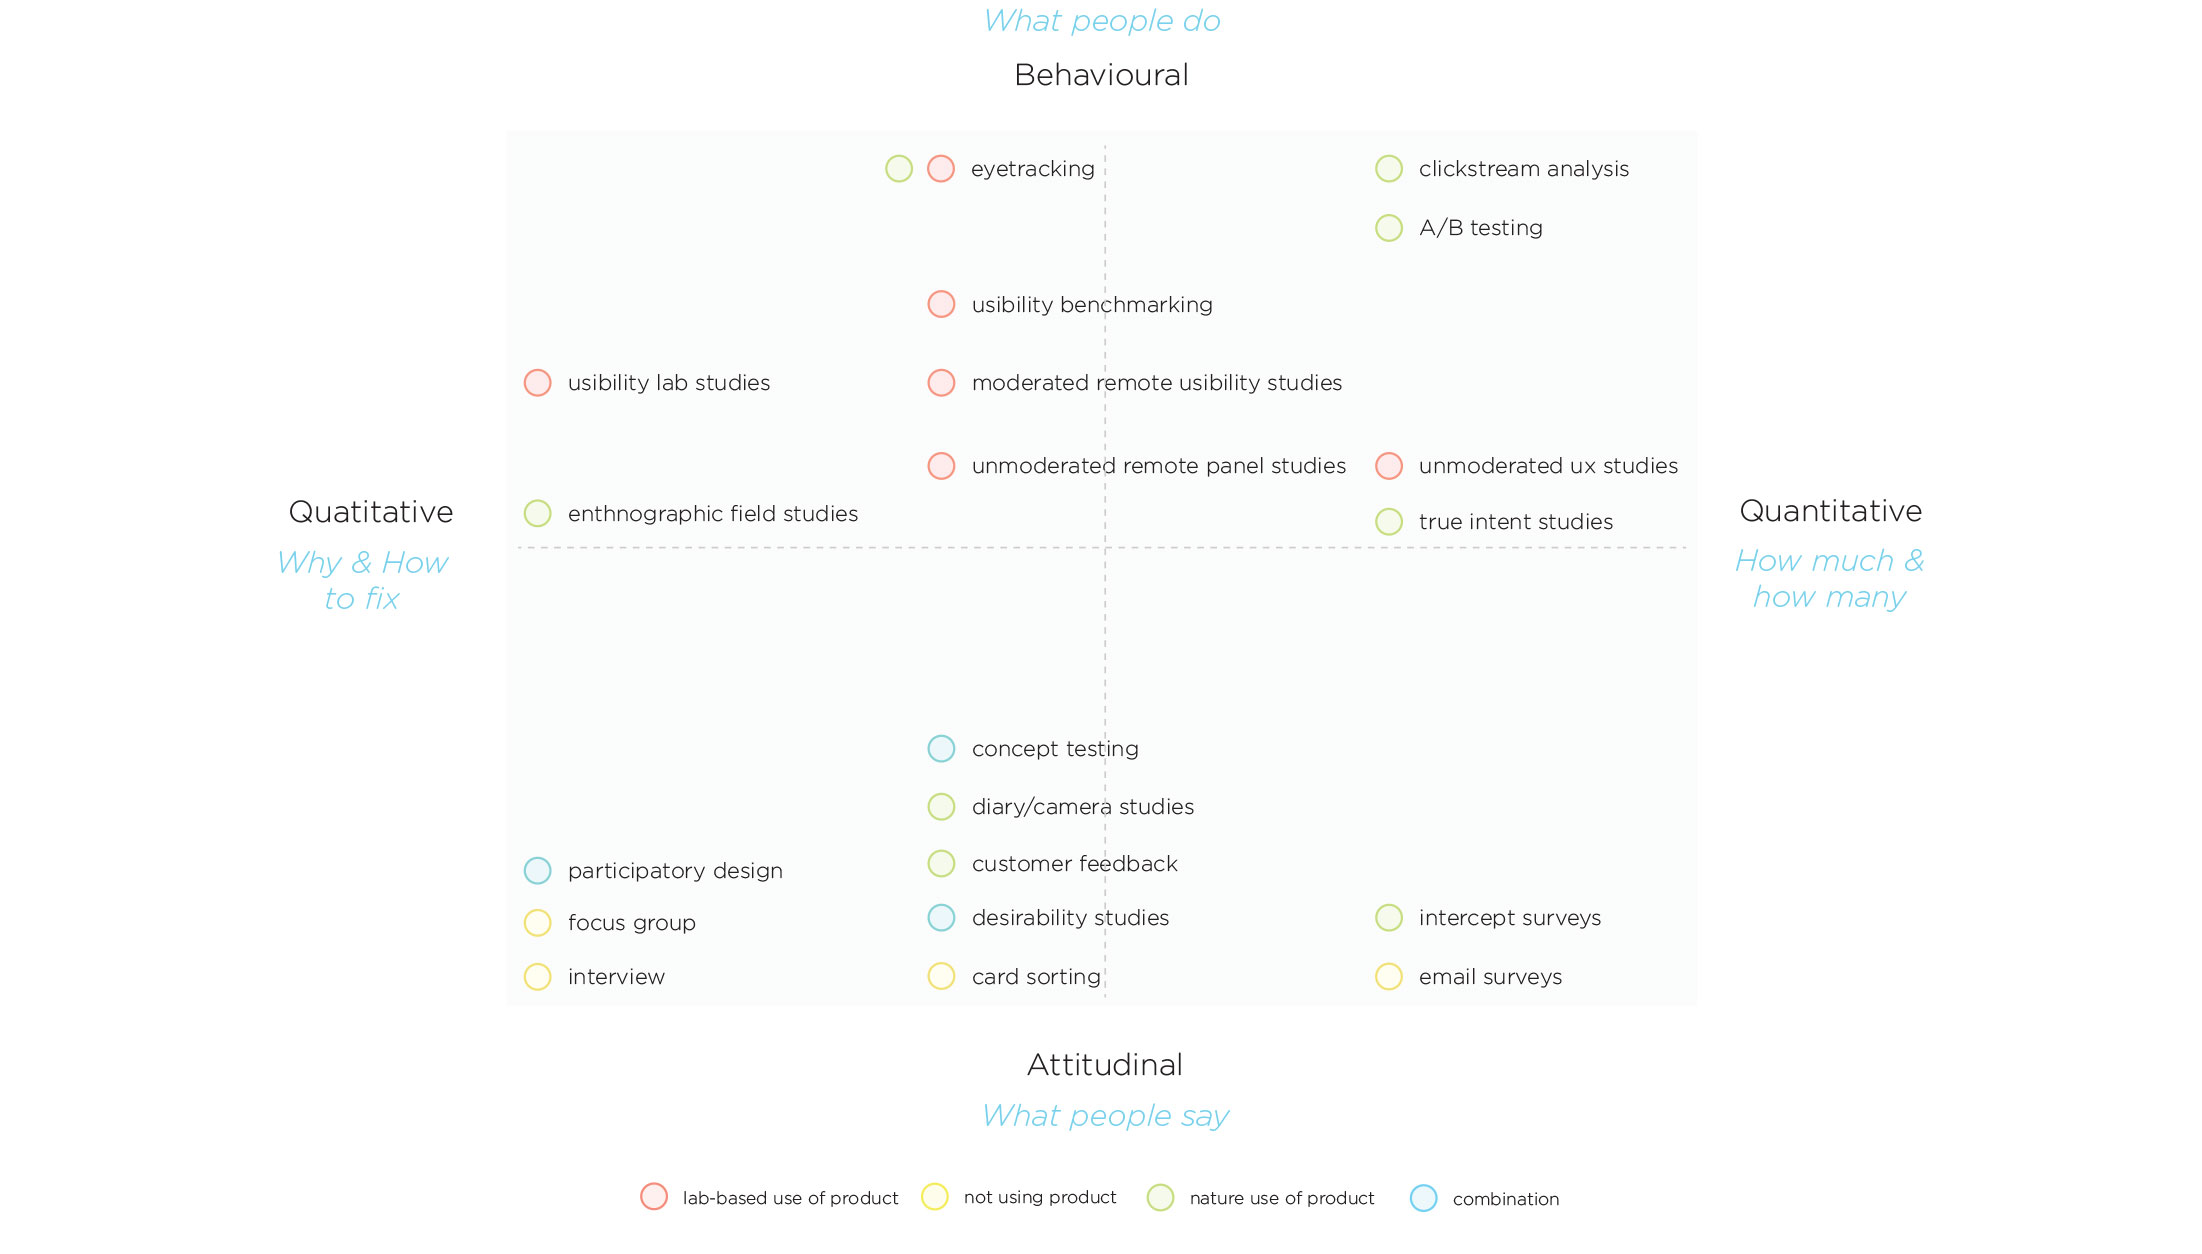 What people do
Behavioural
eyetracking
clickstream analysis
A/B testing
usibility benchmarking
usibility lab studies
moderated remote usibility studies
unmoderated remote panel studies
unmoderated ux studies
Quatitative
enthnographic field studies
true intent studies
Quantitative
Why & How
to fix
How much &
how many
concept testing
diary/camera studies
participatory design
customer feedback
focus group
desirability studies
intercept surveys
interview
card sorting
email surveys
Attitudinal
What people say
lab-based use of product
not using product
nature use of product
combination